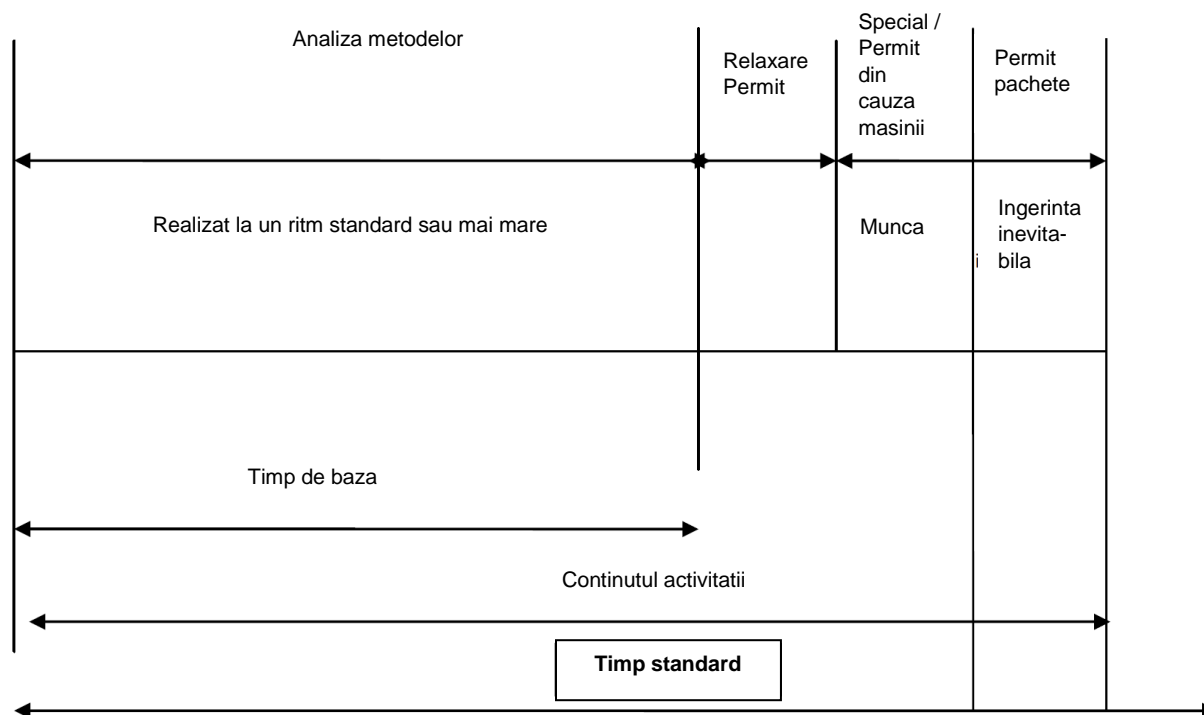 Analiza metodelor
Relaxare
Permit
Special /
Permit
din
cauza
masinii
Permit
pachete
Realizat la un ritm standard sau mai mare
Munca
i
Ingerinta
inevita-
bila
Timp de baza
Continutul activitatii
Timp standard